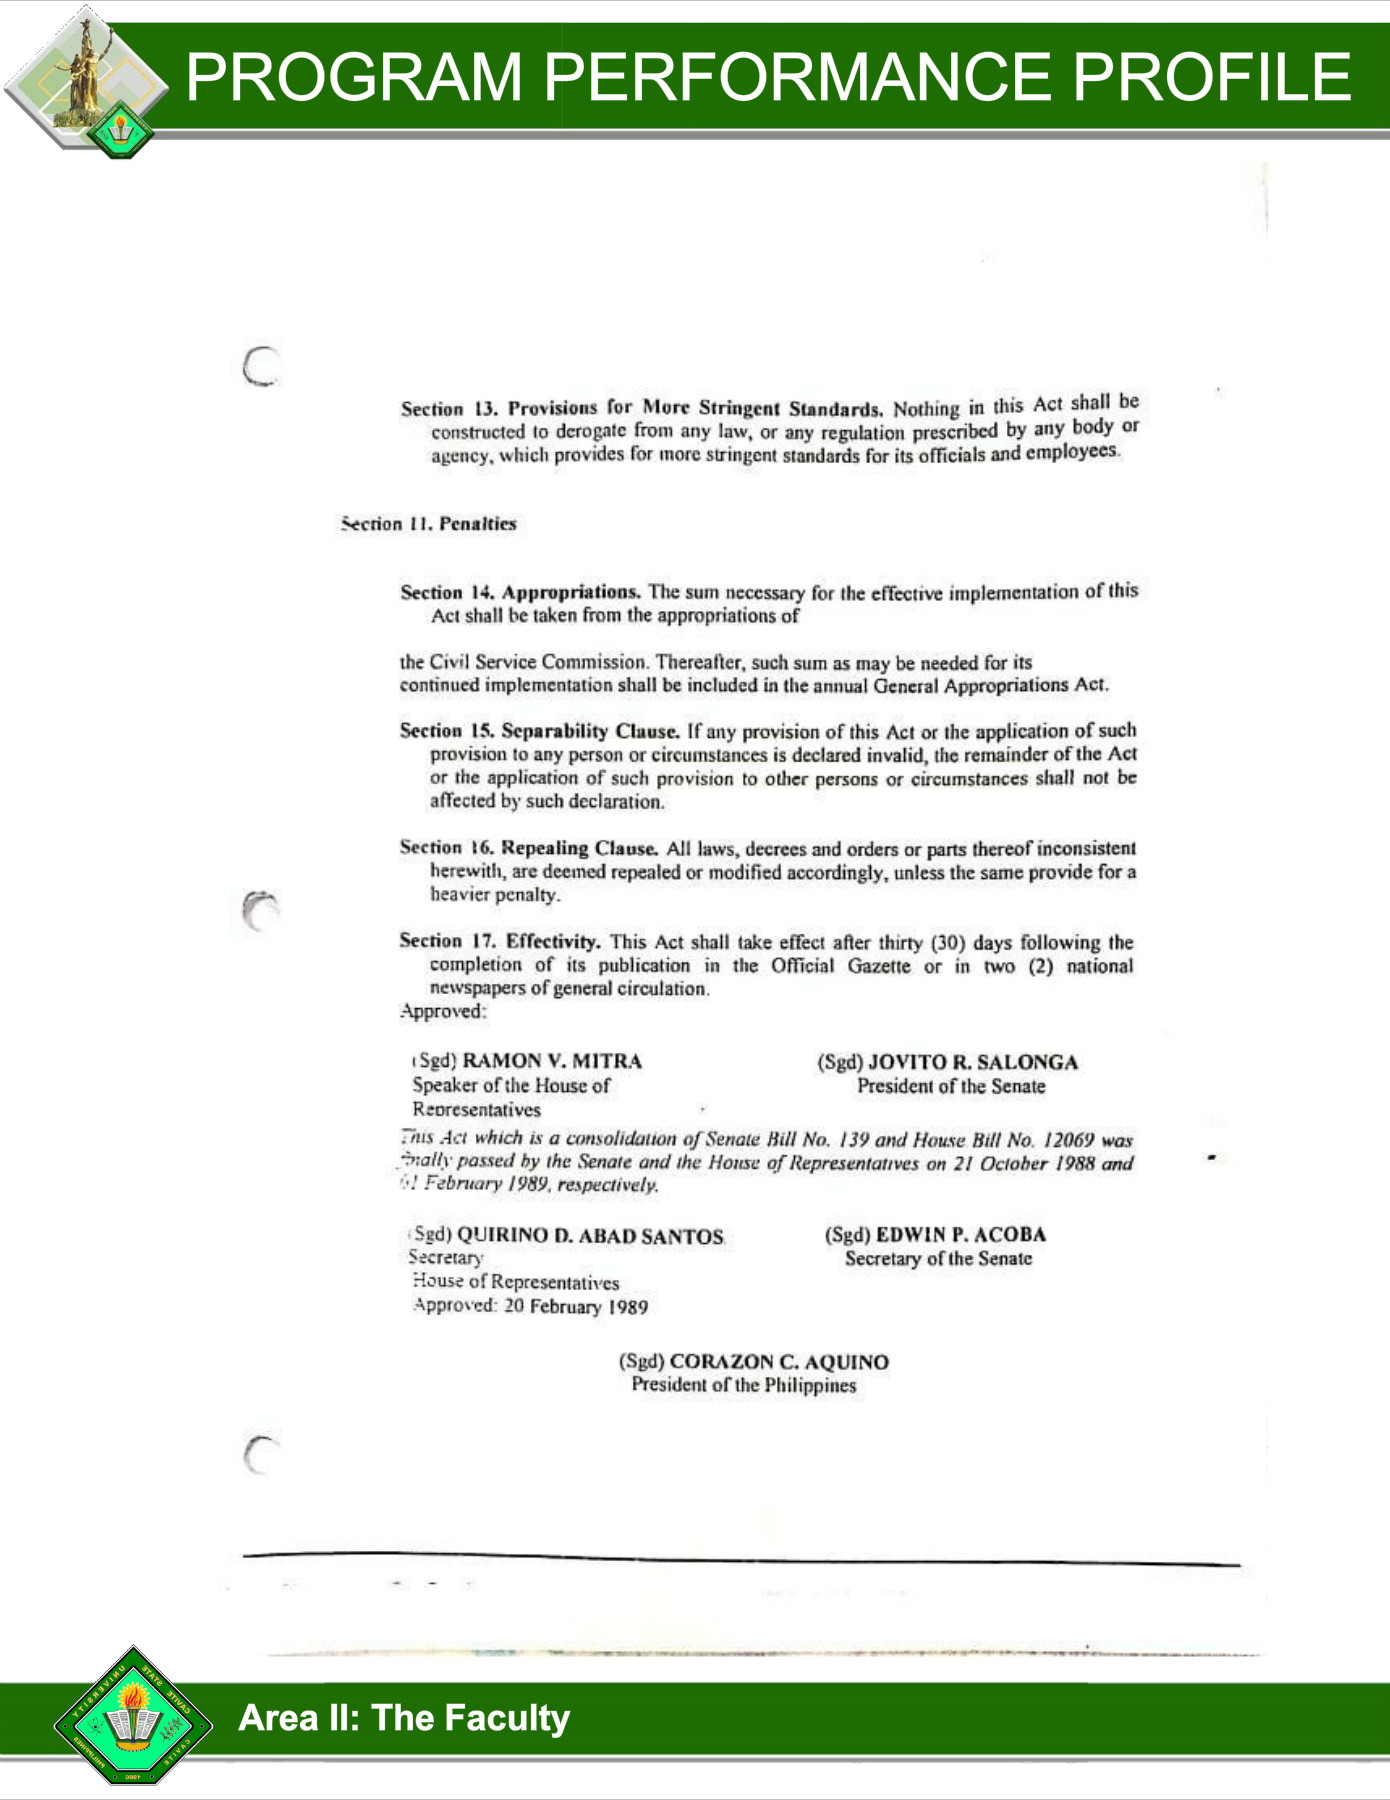 PROGRAM PERFORMANCE PROFILE
Section 13. Provisions for More Stringent Standards. Nothing in this Act shall be
constructed to derogate from any law, or any regulation prescribed by any body or
agency, which provides for more stringent standards for its officials and employees.
Section 11. Penalties
Section 14. Appropriations. The sum necessary for the effective implementation of this
Act shall be taken from the appropriations of
the Civil Service Commission. Thereafter, such sum as may be needed for its
continued implementation shall be included in the annual General Appropriations Act.
Section 15. Separability Clause. If any provision of this Act or the application of such
provision to any person or circumstances is declared invalid, the remainder of the Act
or the application of such provision to other persons or circumstances shall not be
affected by such declaration.
Section 16. Repealing Clause. All laws, decrees and orders or parts thereof inconsistent
herewith, are deemed repealed or modified accordingly, unless the same provide for a
heavier penalty.
Section 17. Effectivity. This Act shall take effect after thirty (30) days following the
completion of its publication in the Official Gazette or in two (2) national
newspapers of general circulation.
Approved:
(Sgd) RAMON V. MITRA (Sgd) JOVITO R. SALONGA
Speaker of the House of President of the Senate
Representatives
This Act which is a consolidation of Senate Bill No. 139 and House Bill No. 12069 was
finally passed by the Senate and the House of Representatives on 21 October 1988 and
February 1989, respectively.
(Sgd) QUIRINO D. ABAD SANTOS (Sgd) EDWIN P. ACOBA
Secretary Secretary of the Senate
House of Representatives
Approved: 20 February 1989
(Sgd) CORAZON C. AQUINO
President of the Philippines
CAVITE STATE UNIVERSITY
CAVITE
PHILIPPINES
1906
Area II: The Faculty